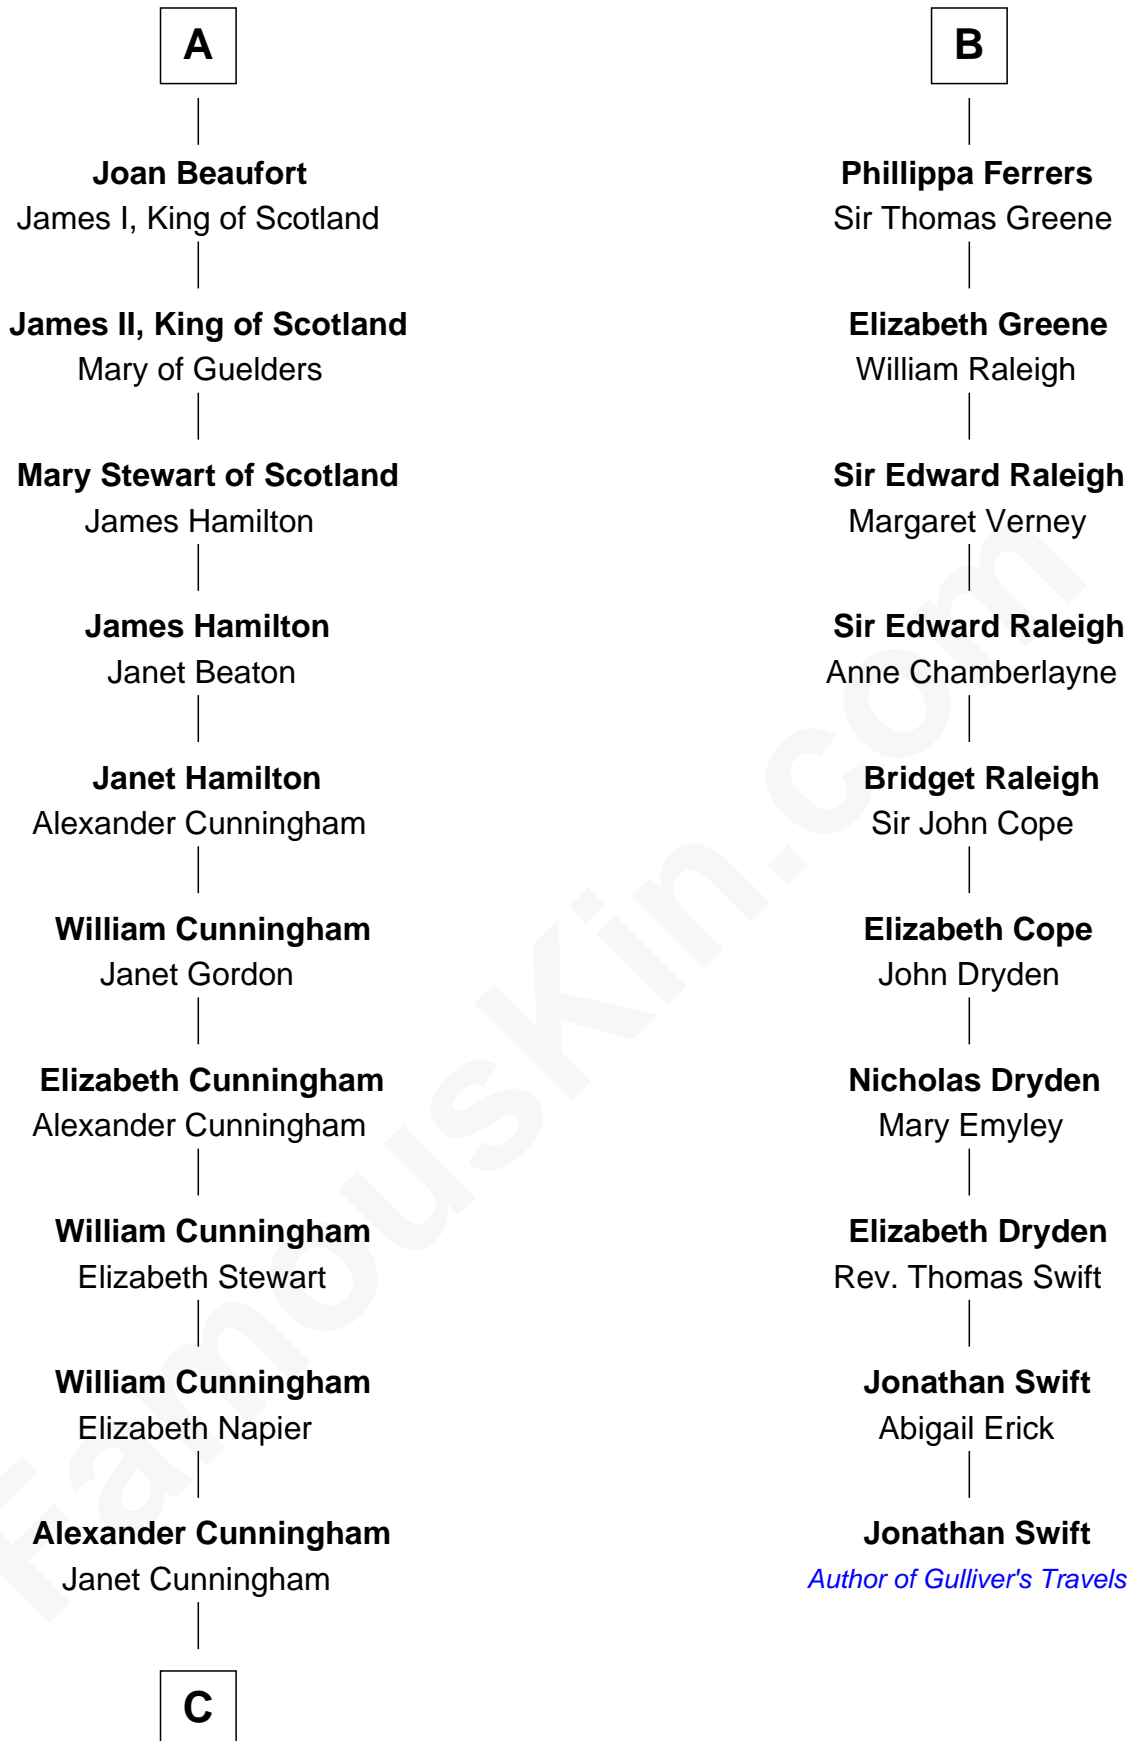 A
Joan Beaufort
James I, King of Scotland
James II, King of Scotland
Mary of Guelders
Mary Stewart of Scotland
James Hamilton
James Hamilton
Janet Beaton
Janet Hamilton
Alexander Cunningham
William Cunningham
Janet Gordon
Elizabeth Cunningham
Alexander Cunningham
William Cunningham
Elizabeth Stewart
William Cunningham
Elizabeth Napier
Alexander Cunningham
Janet Cunningham
C
B
Phillippa Ferrers
Sir Thomas Greene
Elizabeth Greene
William Raleigh
Sir Edward Raleigh
Margaret Verney
Sir Edward Raleigh
Anne Chamberlayne
Bridget Raleigh
Sir John Cope
Elizabeth Cope
John Dryden
Nicholas Dryden
Mary Emyley
Elizabeth Dryden
Rev. Thomas Swift
Jonathan Swift
Abigail Erick
Jonathan Swift
Author of Gulliver's Travels
FamousKin.com